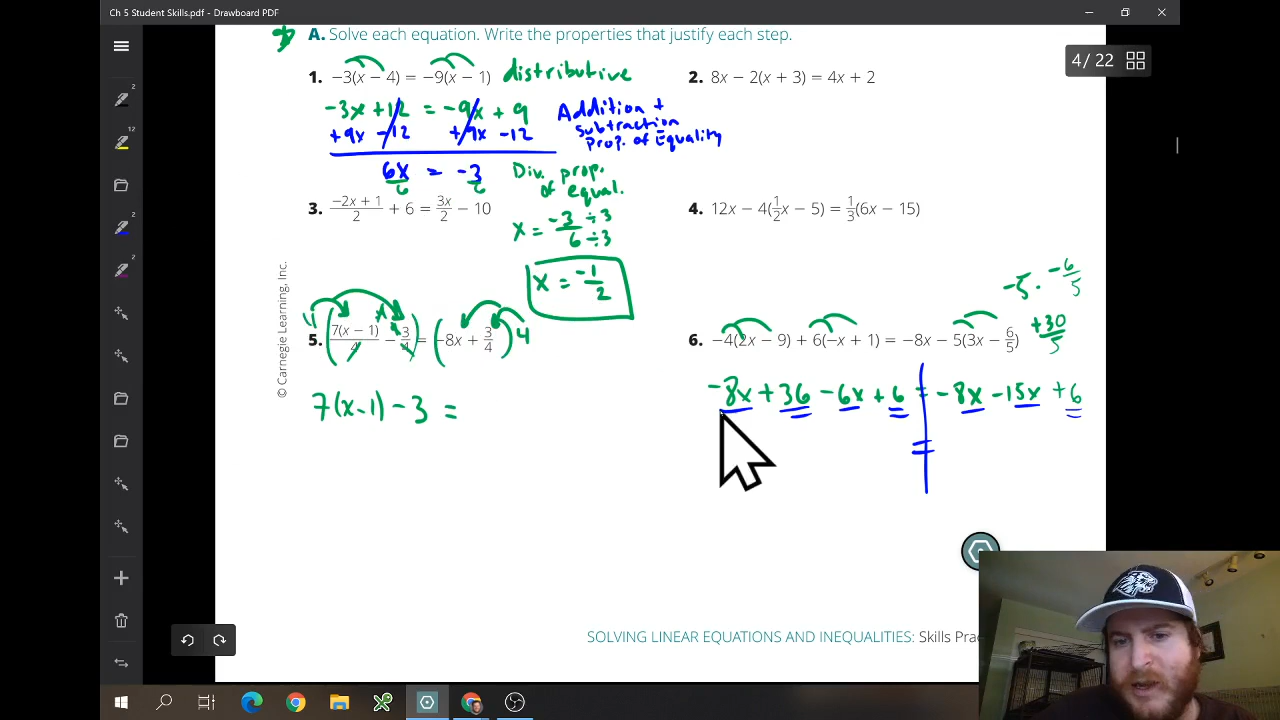 Ch 5 Student Skills.pdf - Drawboard PDF
4 / 22
A. Solve each equation. Write the properties that justify each step.
1. −3(x − 4) = −9(x − 1) distributive
-3x + 12 = -9x + 9
+9x -12 +9x -12
Addition +
Subtraction
Prop. of Equality
6x = -3
6 6
Div. prop.
of equal.
x = -3 ÷3
6 ÷3
x = -1/2
2. 8x − 2(x + 3) = 4x + 2
3. (−2x + 1)/2 + 6 = 3x/2 − 10
4. 12x − 4(1/2x − 5) = 1/3(6x − 15)
5. 4(7(x − 1)/4 − 3/4) = (−8x + 3/4)4
7(x-1) - 3 =
6. −4(2x − 9) + 6(−x + 1) = −8x − 5(3x − 6/5)
-5 · -6/5
+30/5
-8x + 36 - 6x + 6 = -8x - 15x + 6
=
© Carnegie Learning, Inc.
SOLVING LINEAR EQUATIONS AND INEQUALITIES: Skills Prac
2
12
2
2